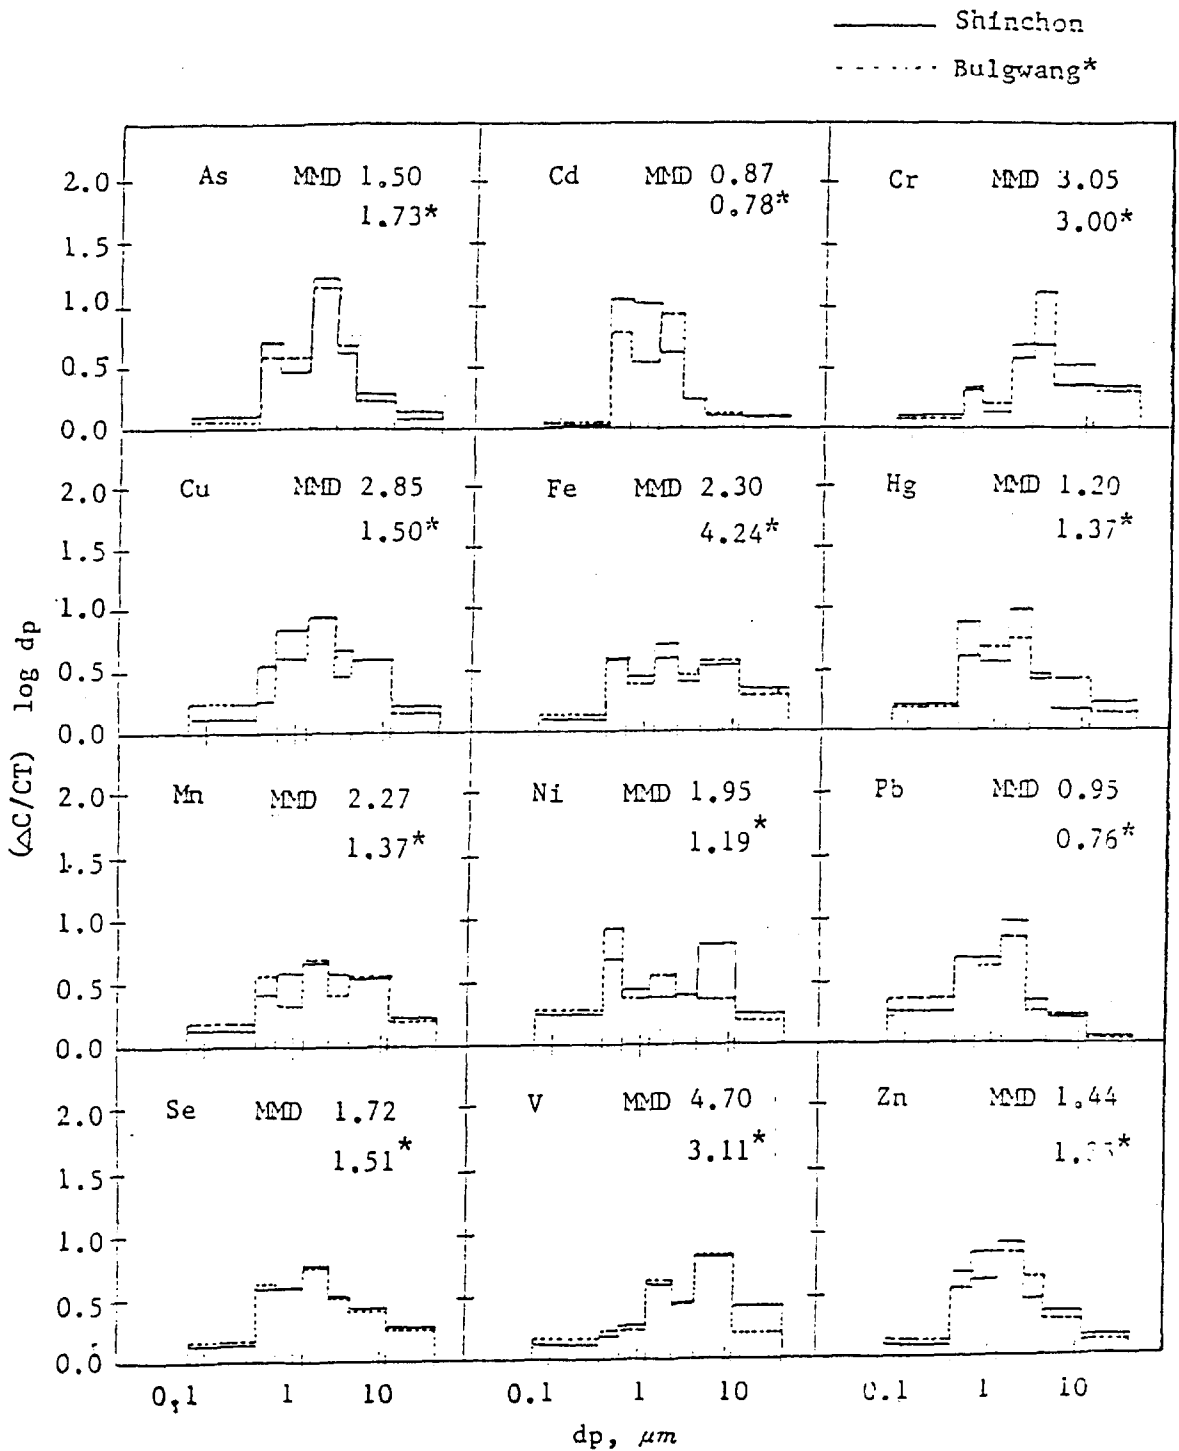 Shinchon
Bulgwang*
As MMD 1.50
1.73*
Cd MMD 0.87
0.78*
Cr MMD 3.05
3.00*
2.0
1.5
1.0
0.5
0.0
Cu MMD 2.85
1.50*
Fe MMD 2.30
4.24*
Hg MMD 1.20
1.37*
2.0
1.5
1.0
0.5
0.0
(△C/CT) log dp
Mn MMD 2.27
1.37*
Ni MMD 1.95
1.19*
Pb MMD 0.95
0.76*
2.0
1.5
1.0
0.5
0.0
Se MMD 1.72
1.51*
V MMD 4.70
3.11*
Zn MMD 1.44
2.0
1.5
1.0
0.5
0.0
0.1 1 10 0.1 1 10 0.1 1 10
dp, μm